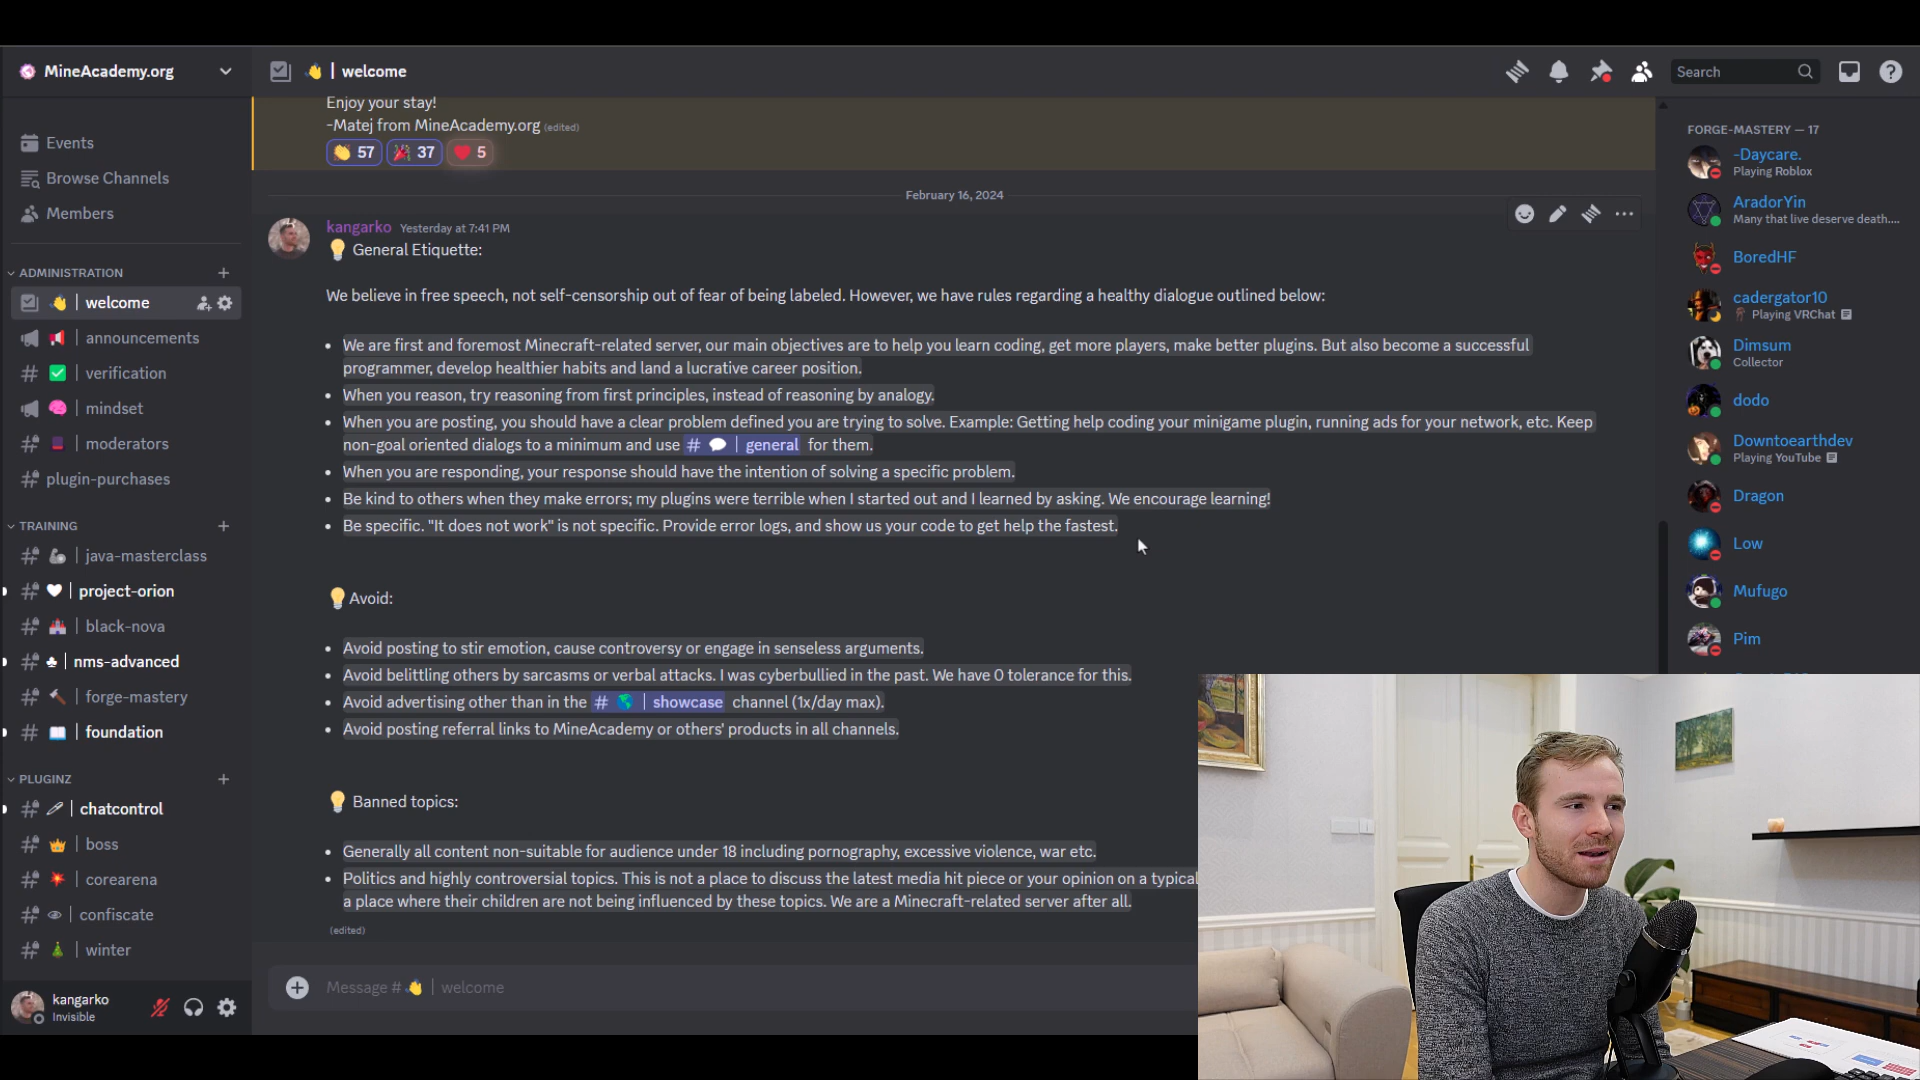 MineAcademy.org
| welcome
Search
Events
Browse Channels
Members
ADMINISTRATION
| welcome
| announcements
| verification
| mindset
| moderators
plugin-purchases
TRAINING
| java-masterclass
| project-orion
| black-nova
| nms-advanced
| forge-mastery
| foundation
PLUGINZ
| chatcontrol
| boss
| corearena
| confiscate
| winter
kangarko
Invisible
Enjoy your stay!
-Matej from MineAcademy.org (edited)
57 37 5
February 16, 2024
kangarko Yesterday at 7:41 PM
General Etiquette:
We believe in free speech, not self-censorship out of fear of being labeled. However, we have rules regarding a healthy dialogue outlined below:
• We are first and foremost Minecraft-related server, our main objectives are to help you learn coding, get more players, make better plugins. But also become a successful
programmer, develop healthier habits and land a lucrative career position.
• When you reason, try reasoning from first principles, instead of reasoning by analogy.
• When you are posting, you should have a clear problem defined you are trying to solve. Example: Getting help coding your minigame plugin, running ads for your network, etc. Keep
non-goal oriented dialogs to a minimum and use # | general for them.
• When you are responding, your response should have the intention of solving a specific problem.
• Be kind to others when they make errors; my plugins were terrible when I started out and I learned by asking. We encourage learning!
• Be specific. "It does not work" is not specific. Provide error logs, and show us your code to get help the fastest.
Avoid:
• Avoid posting to stir emotion, cause controversy or engage in senseless arguments.
• Avoid belittling others by sarcasms or verbal attacks. I was cyberbullied in the past. We have 0 tolerance for this.
• Avoid advertising other than in the # | showcase channel (1x/day max).
• Avoid posting referral links to MineAcademy or others' products in all channels.
Banned topics:
• Generally all content non-suitable for audience under 18 including pornography, excessive violence, war etc.
• Politics and highly controversial topics. This is not a place to discuss the latest media hit piece or your opinion on a typical
a place where their children are not being influenced by these topics. We are a Minecraft-related server after all.
(edited)
Message # | welcome
FORGE-MASTERY — 17
-Daycare.
Playing Roblox
AradorYin
Many that live deserve death....
BoredHF
cadergator10
Playing VRChat
Dimsum
Collector
dodo
Downtoearthdev
Playing YouTube
Dragon
Low
Mufugo
Pim